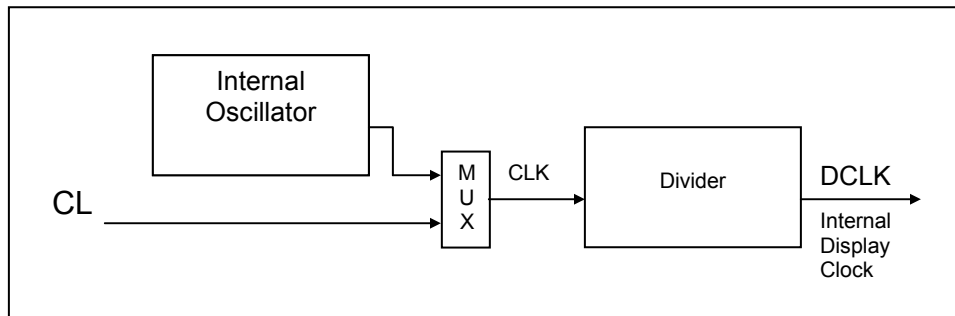 Internal
Oscillator
CL
M
U
X
CLK
Divider
DCLK
Internal
Display
Clock